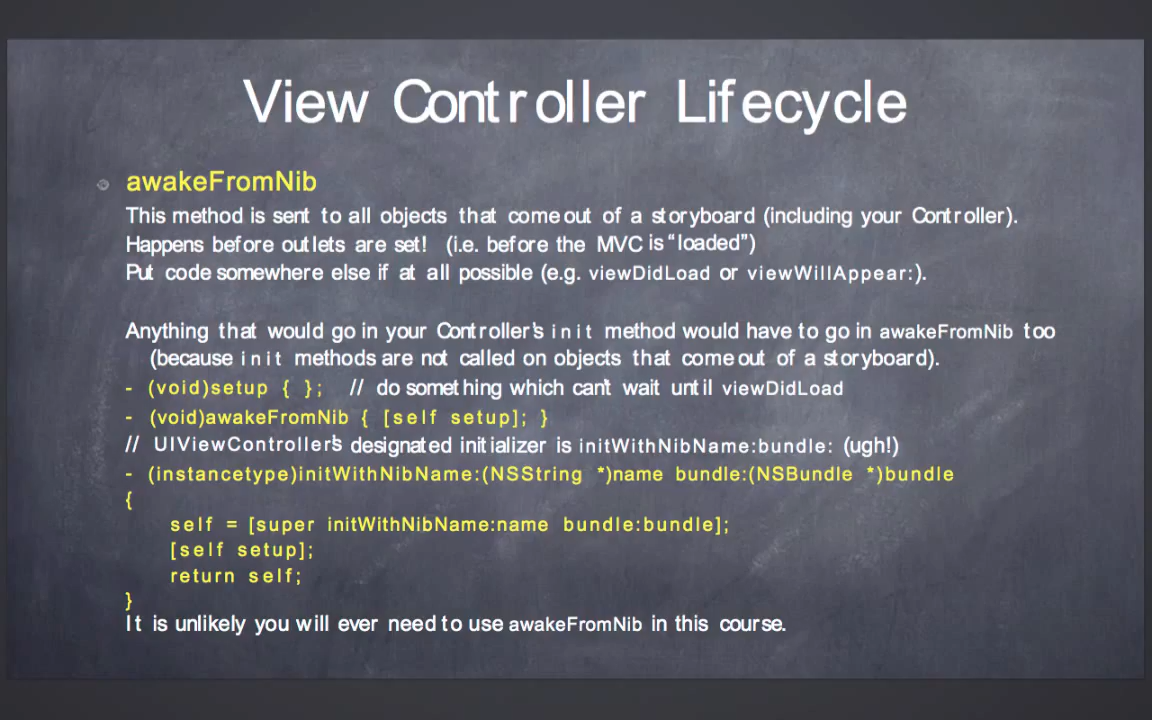 View Controller Lifecycle
awakeFromNib
This method is sent to all objects that come out of a storyboard (including your Controller).
Happens before outlets are set! (i.e. before the MVC is “loaded”)
Put code somewhere else if at all possible (e.g. viewDidLoad or viewWillAppear:).
Anything that would go in your Controller’s init method would have to go in awakeFromNib too
(because init methods are not called on objects that come out of a storyboard).
- (void)setup { }; // do something which can’t wait until viewDidLoad
- (void)awakeFromNib { [self setup]; }
// UIViewController’s designated initializer is initWithNibName:bundle: (ugh!)
- (instancetype)initWithNibName:(NSString *)name bundle:(NSBundle *)bundle
{
self = [super initWithNibName:name bundle:bundle];
[self setup];
return self;
}
It is unlikely you will ever need to use awakeFromNib in this course.